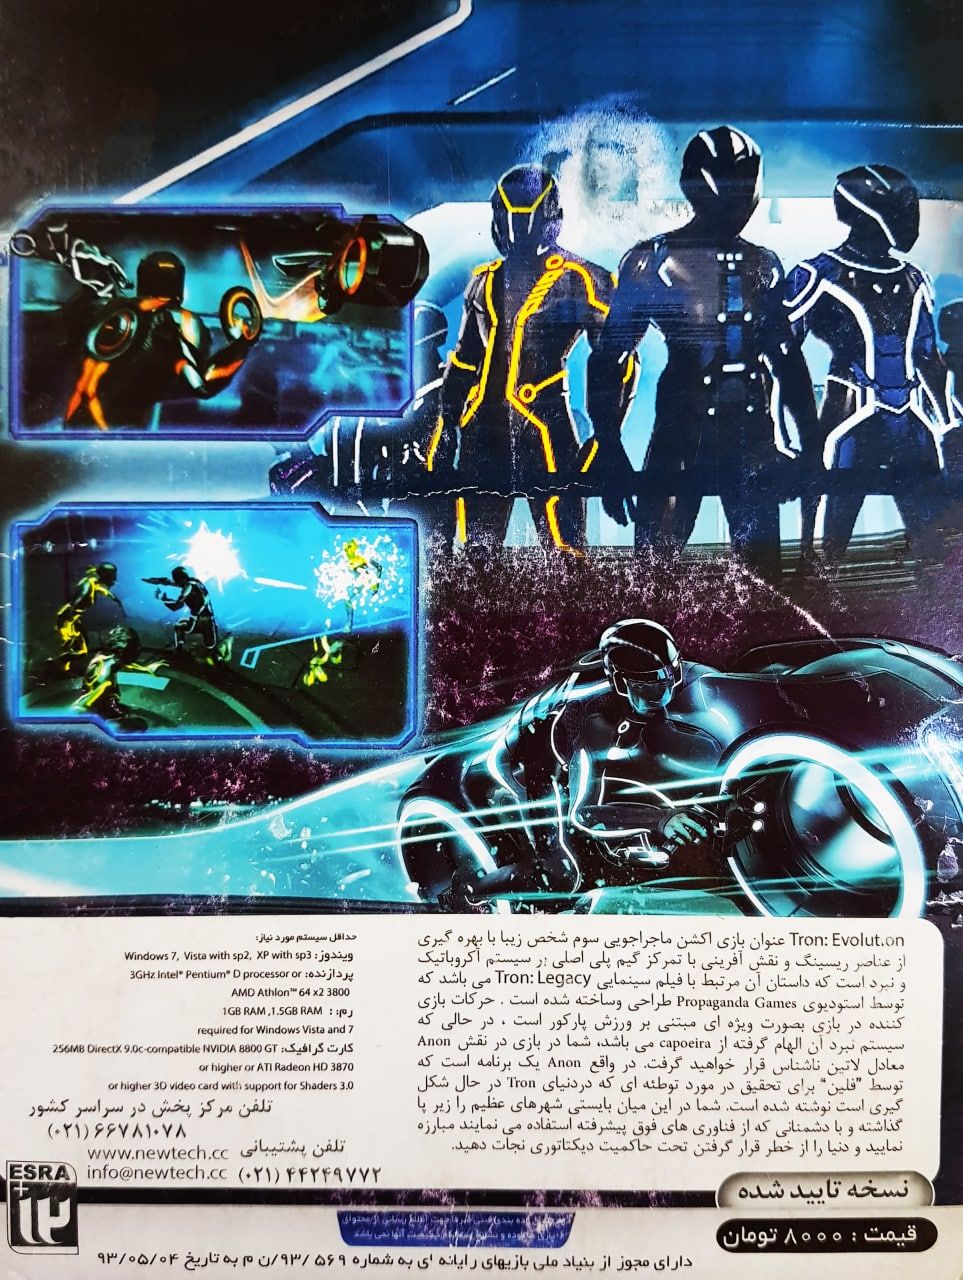 Tron: Evolut.on عنوان بازی اکشن ماجراجویی سوم شخص زیبا با بهره گیری
از عناصر ریسینگ و نقش آفرینی با تمرکز گیم پلی اصلی بر سیستم آکروباتیک
و نبرد است که داستان آن مرتبط با فیلم سینمایی Tron: Legacy می باشد که
توسط استودیوی Propaganda Games طراحی وساخته شده است . حرکات بازی
کننده در بازی بصورت ویژه ای مبتنی بر ورزش پارکور است ، در حالی که
سیستم نبرد آن الهام گرفته از capoeira می باشد، شما در بازی در نقش Anon
معادل لاتین ناشناس قرار خواهید گرفت. در واقع Anon یک برنامه است که
توسط "فلین" برای تحقیق در مورد توطئه ای که دردنیای Tron در حال شکل
گیری است نوشته شده است. شما در این میان بایستی شهرهای عظیم را زیر پا
گذاشته و با دشمنانی که از فناوری های فوق پیشرفته استفاده می نمایند مبارزه
نمایید و دنیا را از خطر قرار گرفتن تحت حاکمیت دیکتاتوری نجات دهید.
حداقل سیستم مورد نیاز:
ویندوز: Windows 7, Vista with sp2, XP with sp3
پردازنده: 3GHz Intel® Pentium® D processor or
AMD Athlon™ 64 x2 3800
رم: : 1GB RAM ,1.5GB RAM
required for Windows Vista and 7
کارت گرافیک: 256MB DirectX 9.0c-compatible NVIDIA 8800 GT
or higher or ATI Radeon HD 3870
or higher 3D video card with support for Shaders 3.0
تلفن مرکز پخش در سراسر کشور
(۰۲۱) ۶۶۷۸۱۰۷۸
تلفن پشتیبانی www.newtech.cc
(۰۲۱) ۴۴۲۴۹۷۷۲ info@newtech.cc
ESRA
+۱۲
نسخه تایید شده
قیمت : ۸۰۰۰ تومان
دارای مجوز از بنیاد ملی بازیهای رایانه ای به شماره ۵۶۹ /۹۳/ن م به تاریخ ۹۳/۰۵/۰۴